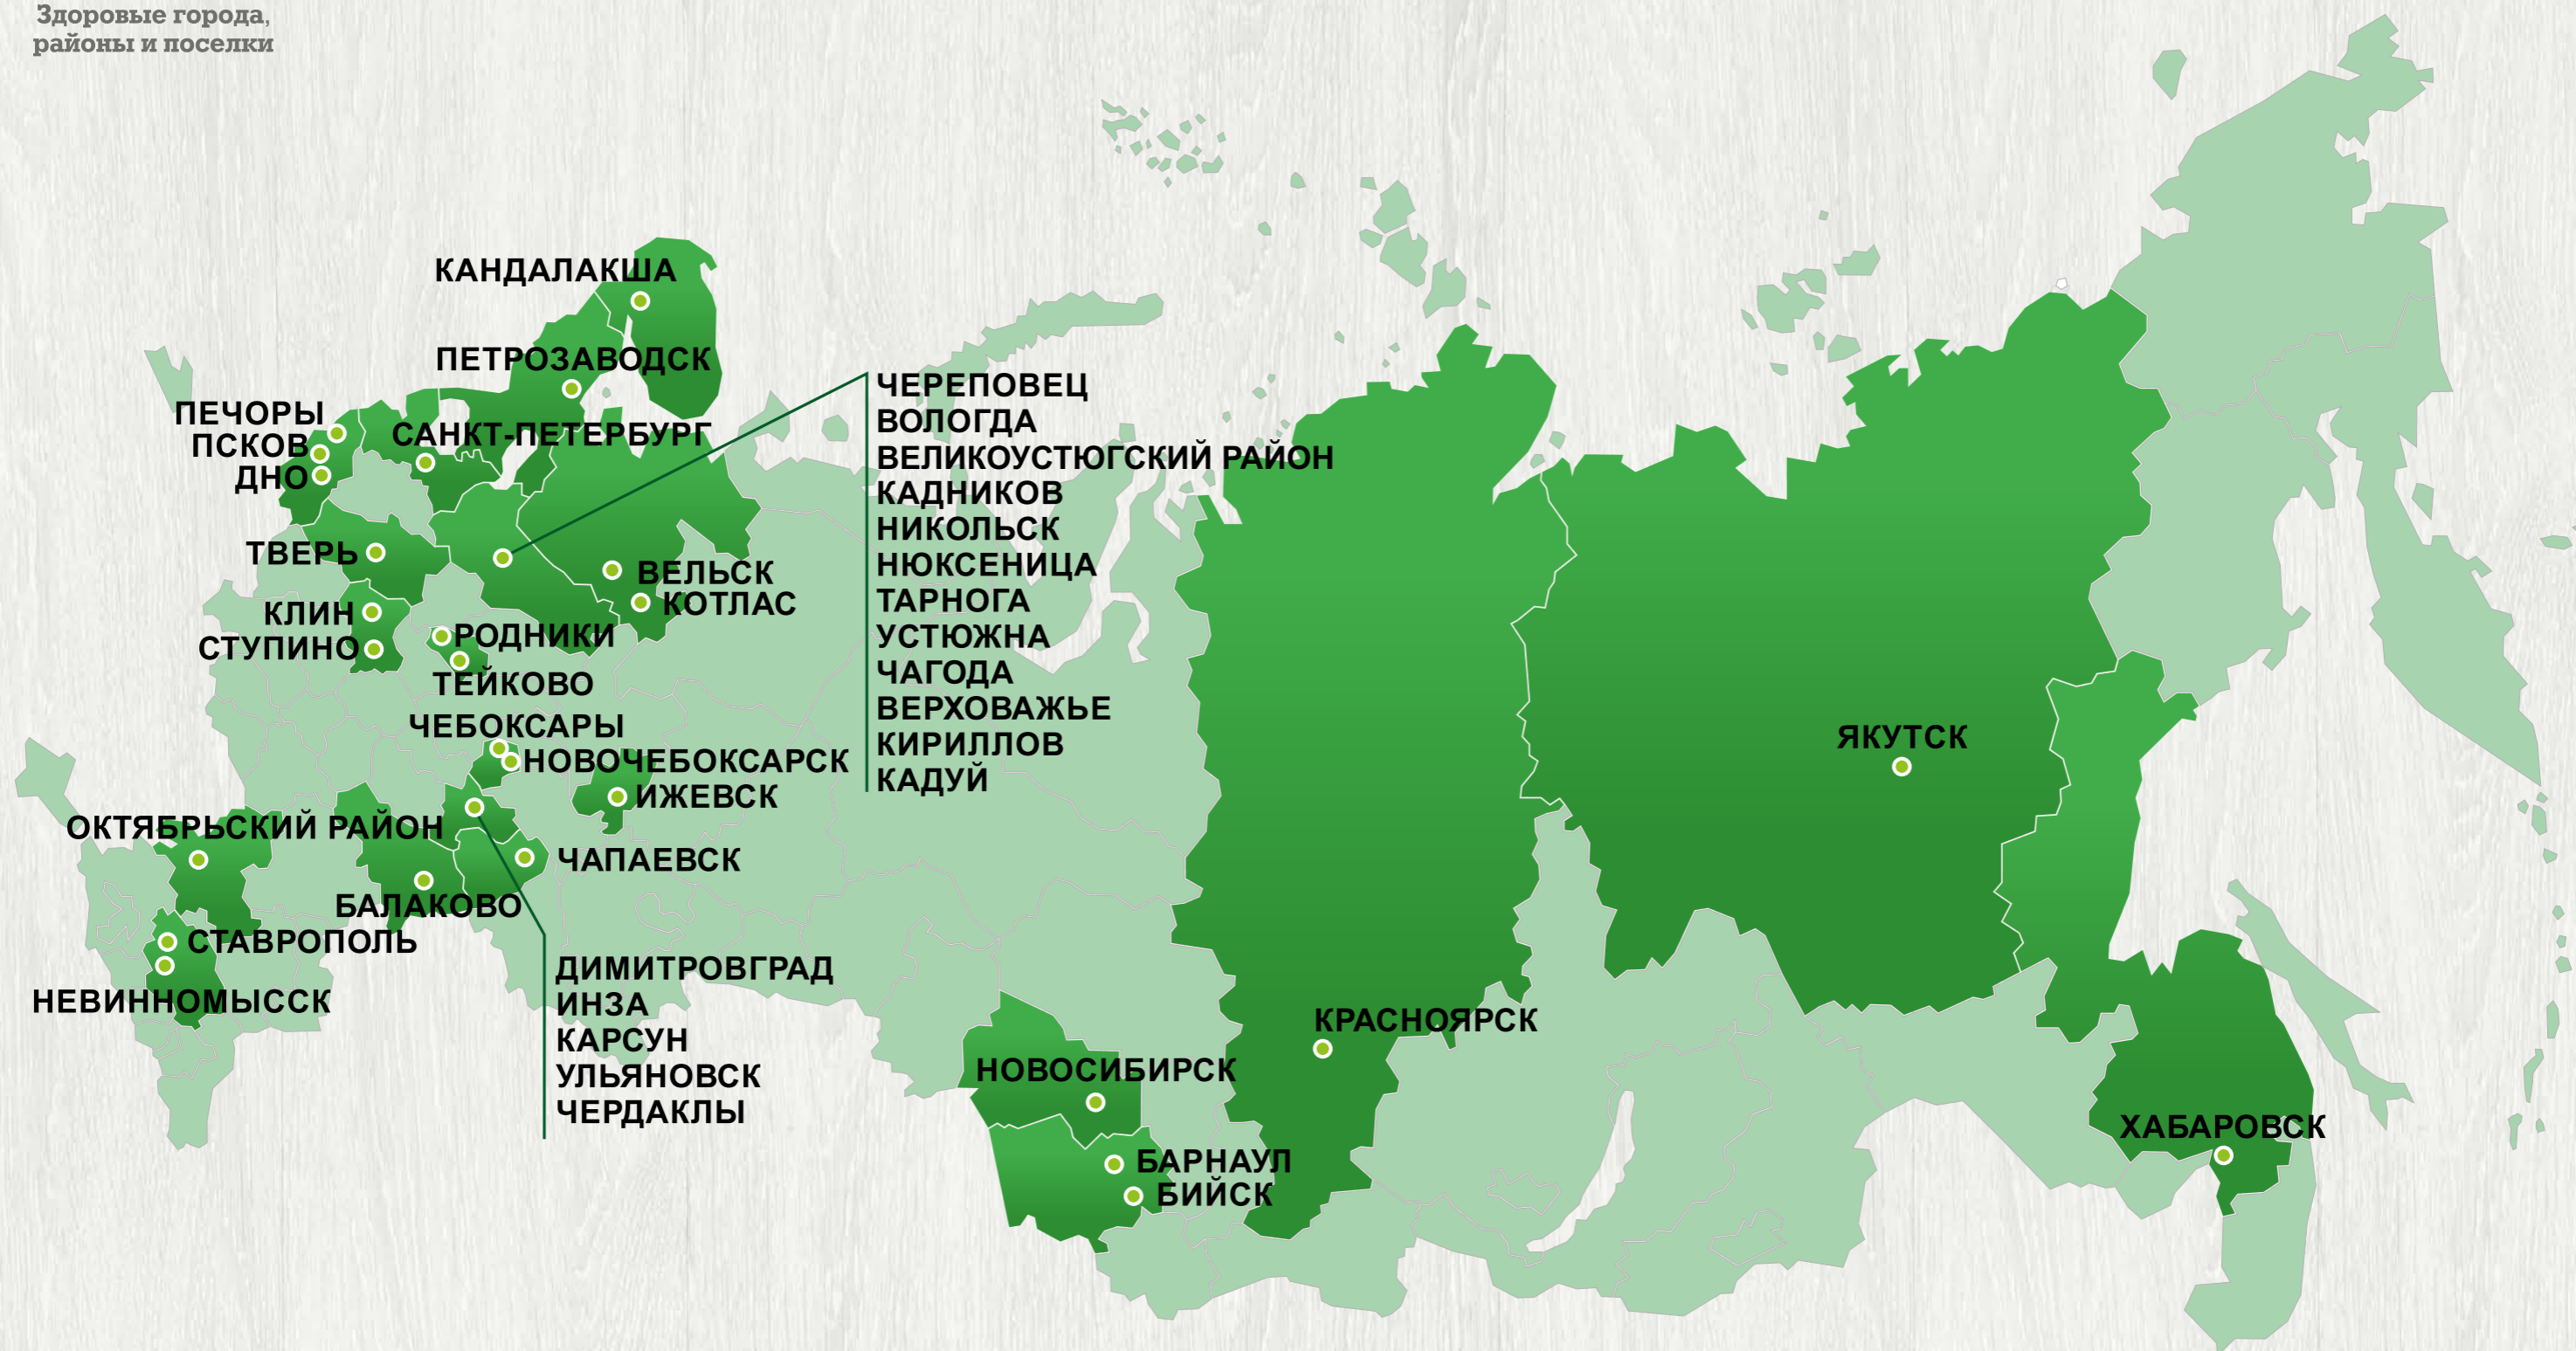 Здоровые города,
районы и поселки
КАНДАЛАКША
ПЕТРОЗАВОДСК
ПЕЧОРЫ
ПСКОВ
ДНО
САНКТ-ПЕТЕРБУРГ
ТВЕРЬ
КЛИН
СТУПИНО
ВЕЛЬСК
КОТЛАС
РОДНИКИ
ТЕЙКОВО
ЧЕРЕПОВЕЦ
ВОЛОГДА
ВЕЛИКОУСТЮГСКИЙ РАЙОН
КАДНИКОВ
НИКОЛЬСК
НЮКСЕНИЦА
ТАРНОГА
УСТЮЖНА
ЧАГОДА
ВЕРХОВАЖЬЕ
КИРИЛЛОВ
КАДУЙ
ЧЕБОКСАРЫ
НОВОЧЕБОКСАРСК
ИЖЕВСК
ОКТЯБРЬСКИЙ РАЙОН
ЧАПАЕВСК
БАЛАКОВО
СТАВРОПОЛЬ
НЕВИННОМЫССК
ДИМИТРОВГРАД
ИНЗА
КАРСУН
УЛЬЯНОВСК
ЧЕРДАКЛЫ
ЯКУТСК
КРАСНОЯРСК
НОВОСИБИРСК
БАРНАУЛ
БИЙСК
ХАБАРОВСК